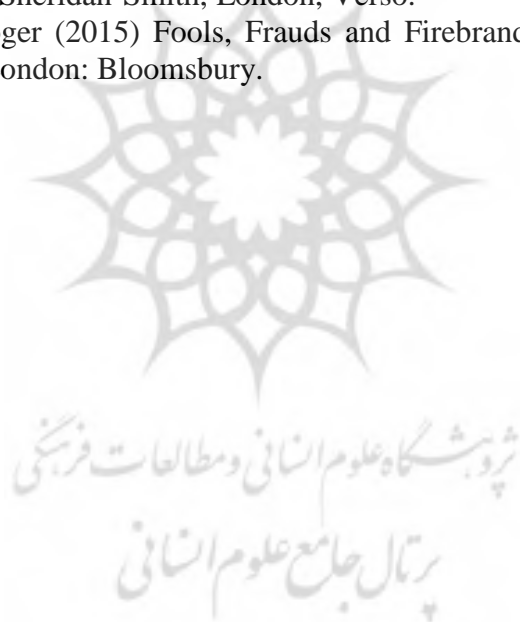 Sheridan Smith, London, Verso.
ger (2015) Fools, Frauds and Firebrand
ondon: Bloomsbury.
پژوهشگاه علوم انسانی و مطالعات فرهنگی
پرتال جامع علوم انسانی